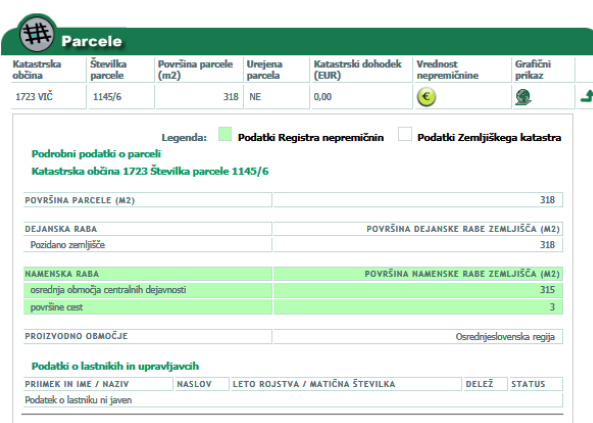 Parcele
Katastrska občina Številka parcele Površina parcele (m2) Urejena parcela Katastrski dohodek (EUR) Vrednost nepremičnine Grafični prikaz
1723 VIČ 1145/6 318 NE 0,00 €
Legenda: Podatki Registra nepremičnin Podatki Zemljiškega katastra
Podrobni podatki o parceli
Katastrska občina 1723 Številka parcele 1145/6
POVRŠINA PARCELE (M2) 318
DEJANSKA RABA POVRŠINA DEJANSKE RABE ZEMLJIŠČA (M2)
Pozidano zemljišče 318
NAMENSKA RABA POVRŠINA NAMENSKE RABE ZEMLJIŠČA (M2)
osrednja območja centralnih dejavnosti 315
površine cest 3
PROIZVODNO OBMOČJE Osrednjeslovenska regija
Podatki o lastnikih in upravljavcih
PRIIMEK IN IME / NAZIV NASLOV LETO ROJSTVA / MATIČNA ŠTEVILKA DELEŽ STATUS
Podatek o lastniku ni javen